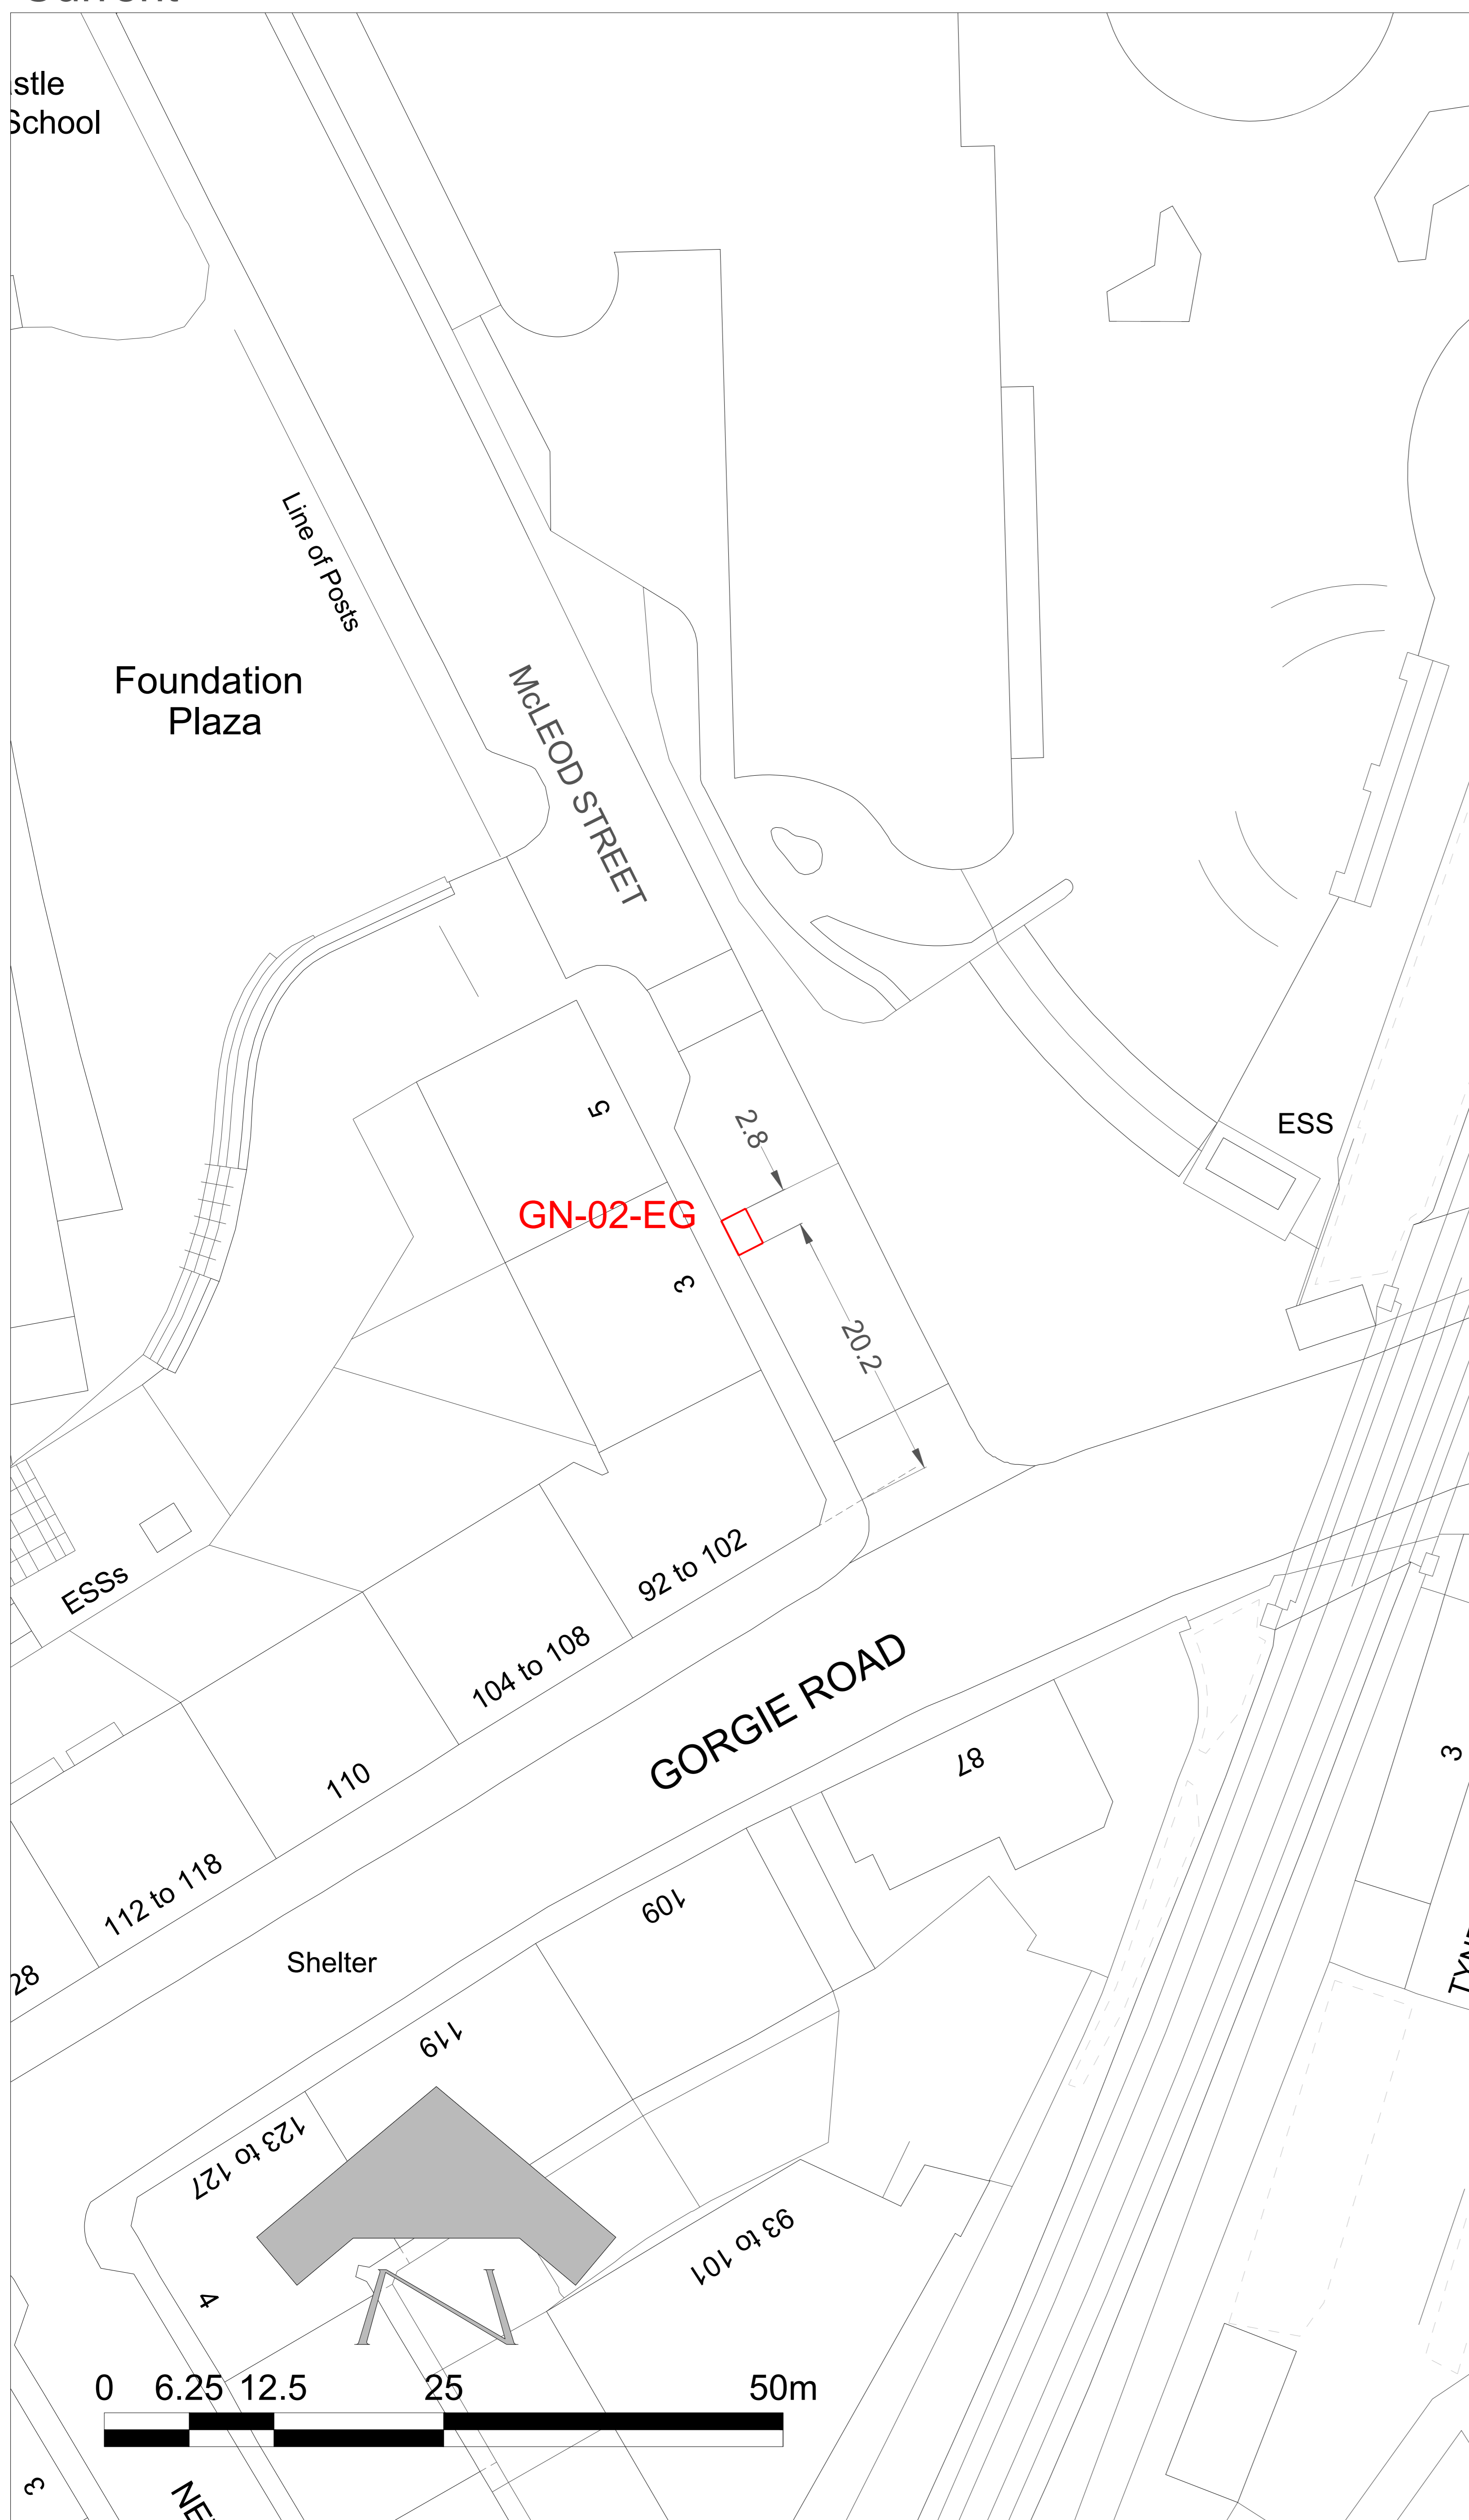 Current
School
Line of Posts
Foundation
Plaza
McLEOD STREET
5
2.8
ESS
GN-02-EG
3
20.2
92 to 102
ESSs
104 to 108
GORGIE ROAD
110
87
3
112 to 118
109
Shelter
28
119
123 to 127
93 to 101
4
N
0 6.25 12.5 25 50m
3